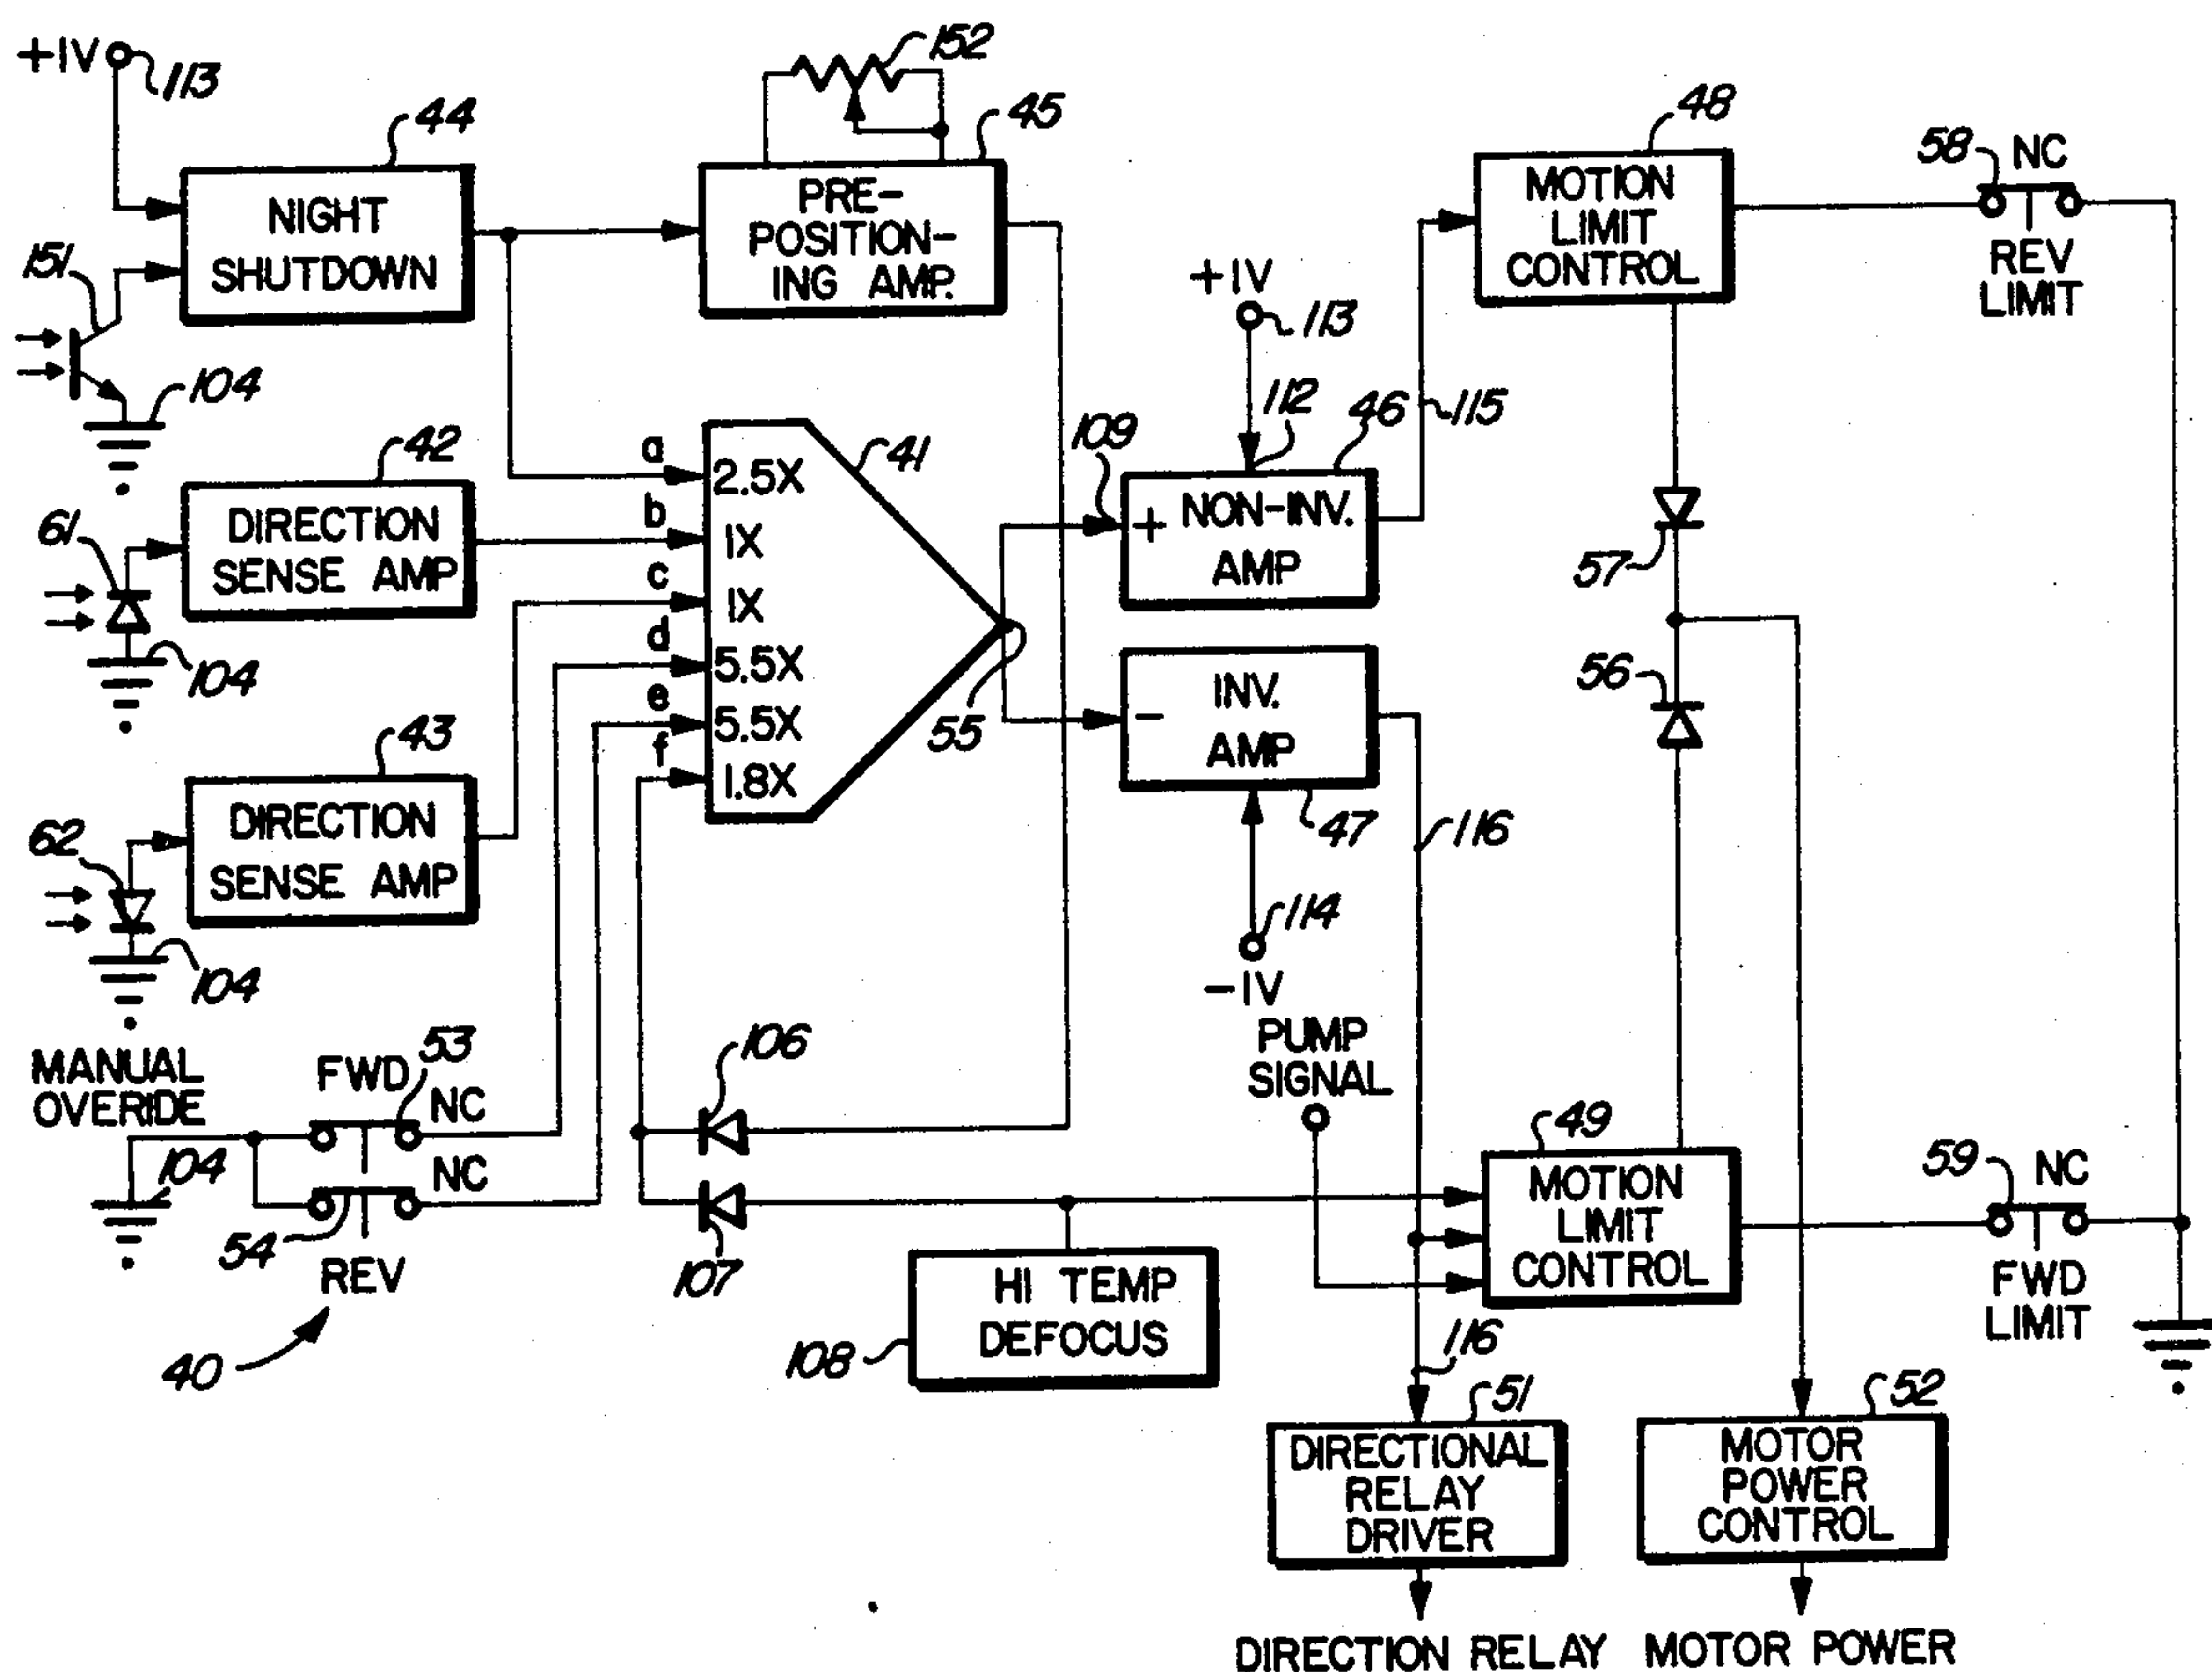 +1V 113
44
NIGHT
SHUTDOWN
151
104
152
45
PRE-
POSITION-
ING AMP.
48
MOTION
LIMIT
CONTROL
58 NC
REV
LIMIT
+1V
113
112
46
115
109
+ NON-INV.
AMP
42
DIRECTION
SENSE AMP
61
104
41
a 2.5X
b 1X
c 1X
d 5.5X
e 5.5X
f 1.8X
55
57
56
- INV.
AMP
47
116
114
-1V
43
DIRECTION
SENSE AMP
62
104
MANUAL
OVERIDE
FWD 53
NC
104
NC
54
REV
40
106
107
HI TEMP
DEFOCUS
108
PUMP
SIGNAL
49
MOTION
LIMIT
CONTROL
59 NC
FWD
LIMIT
116
51
DIRECTIONAL
RELAY
DRIVER
52
MOTOR
POWER
CONTROL
DIRECTION RELAY MOTOR POWER